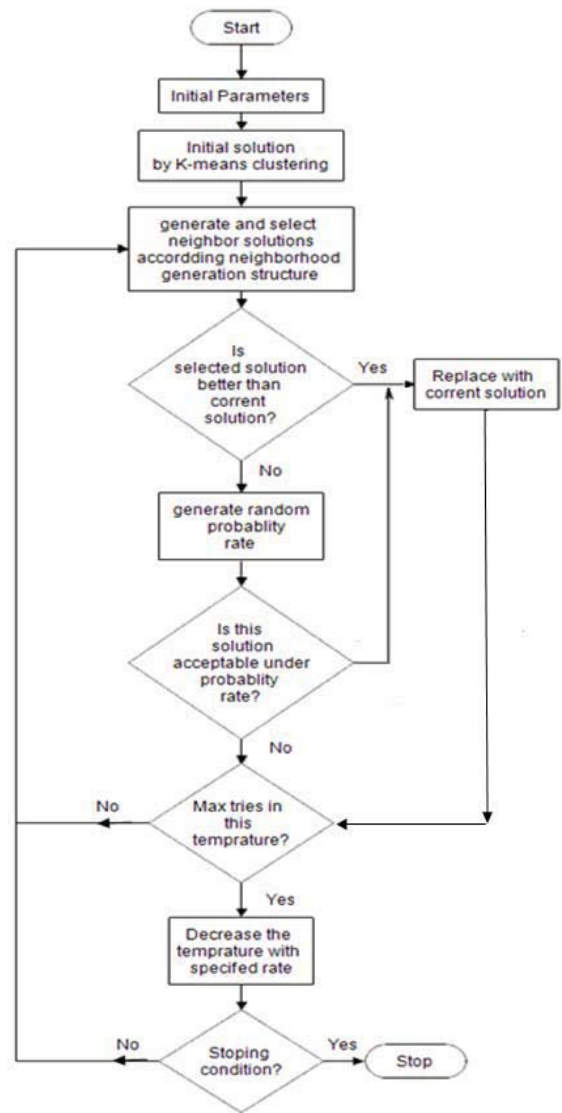 Start
Initial Parameters
Initial solution
by K-means clustering
generate and select
neighbor solutions
accordding neighborhood
generation structure
Is
selected solution
better than
corrent
solution?
Yes
Replace with
corrent solution
No
generate random
probablity
rate
Is this
solution
acceptable under
probablity
rate?
No
Max tries in
this
temprature?
No
Yes
Decrease the
temprature with
specifed rate
Stoping
condition?
No
Yes
Stop